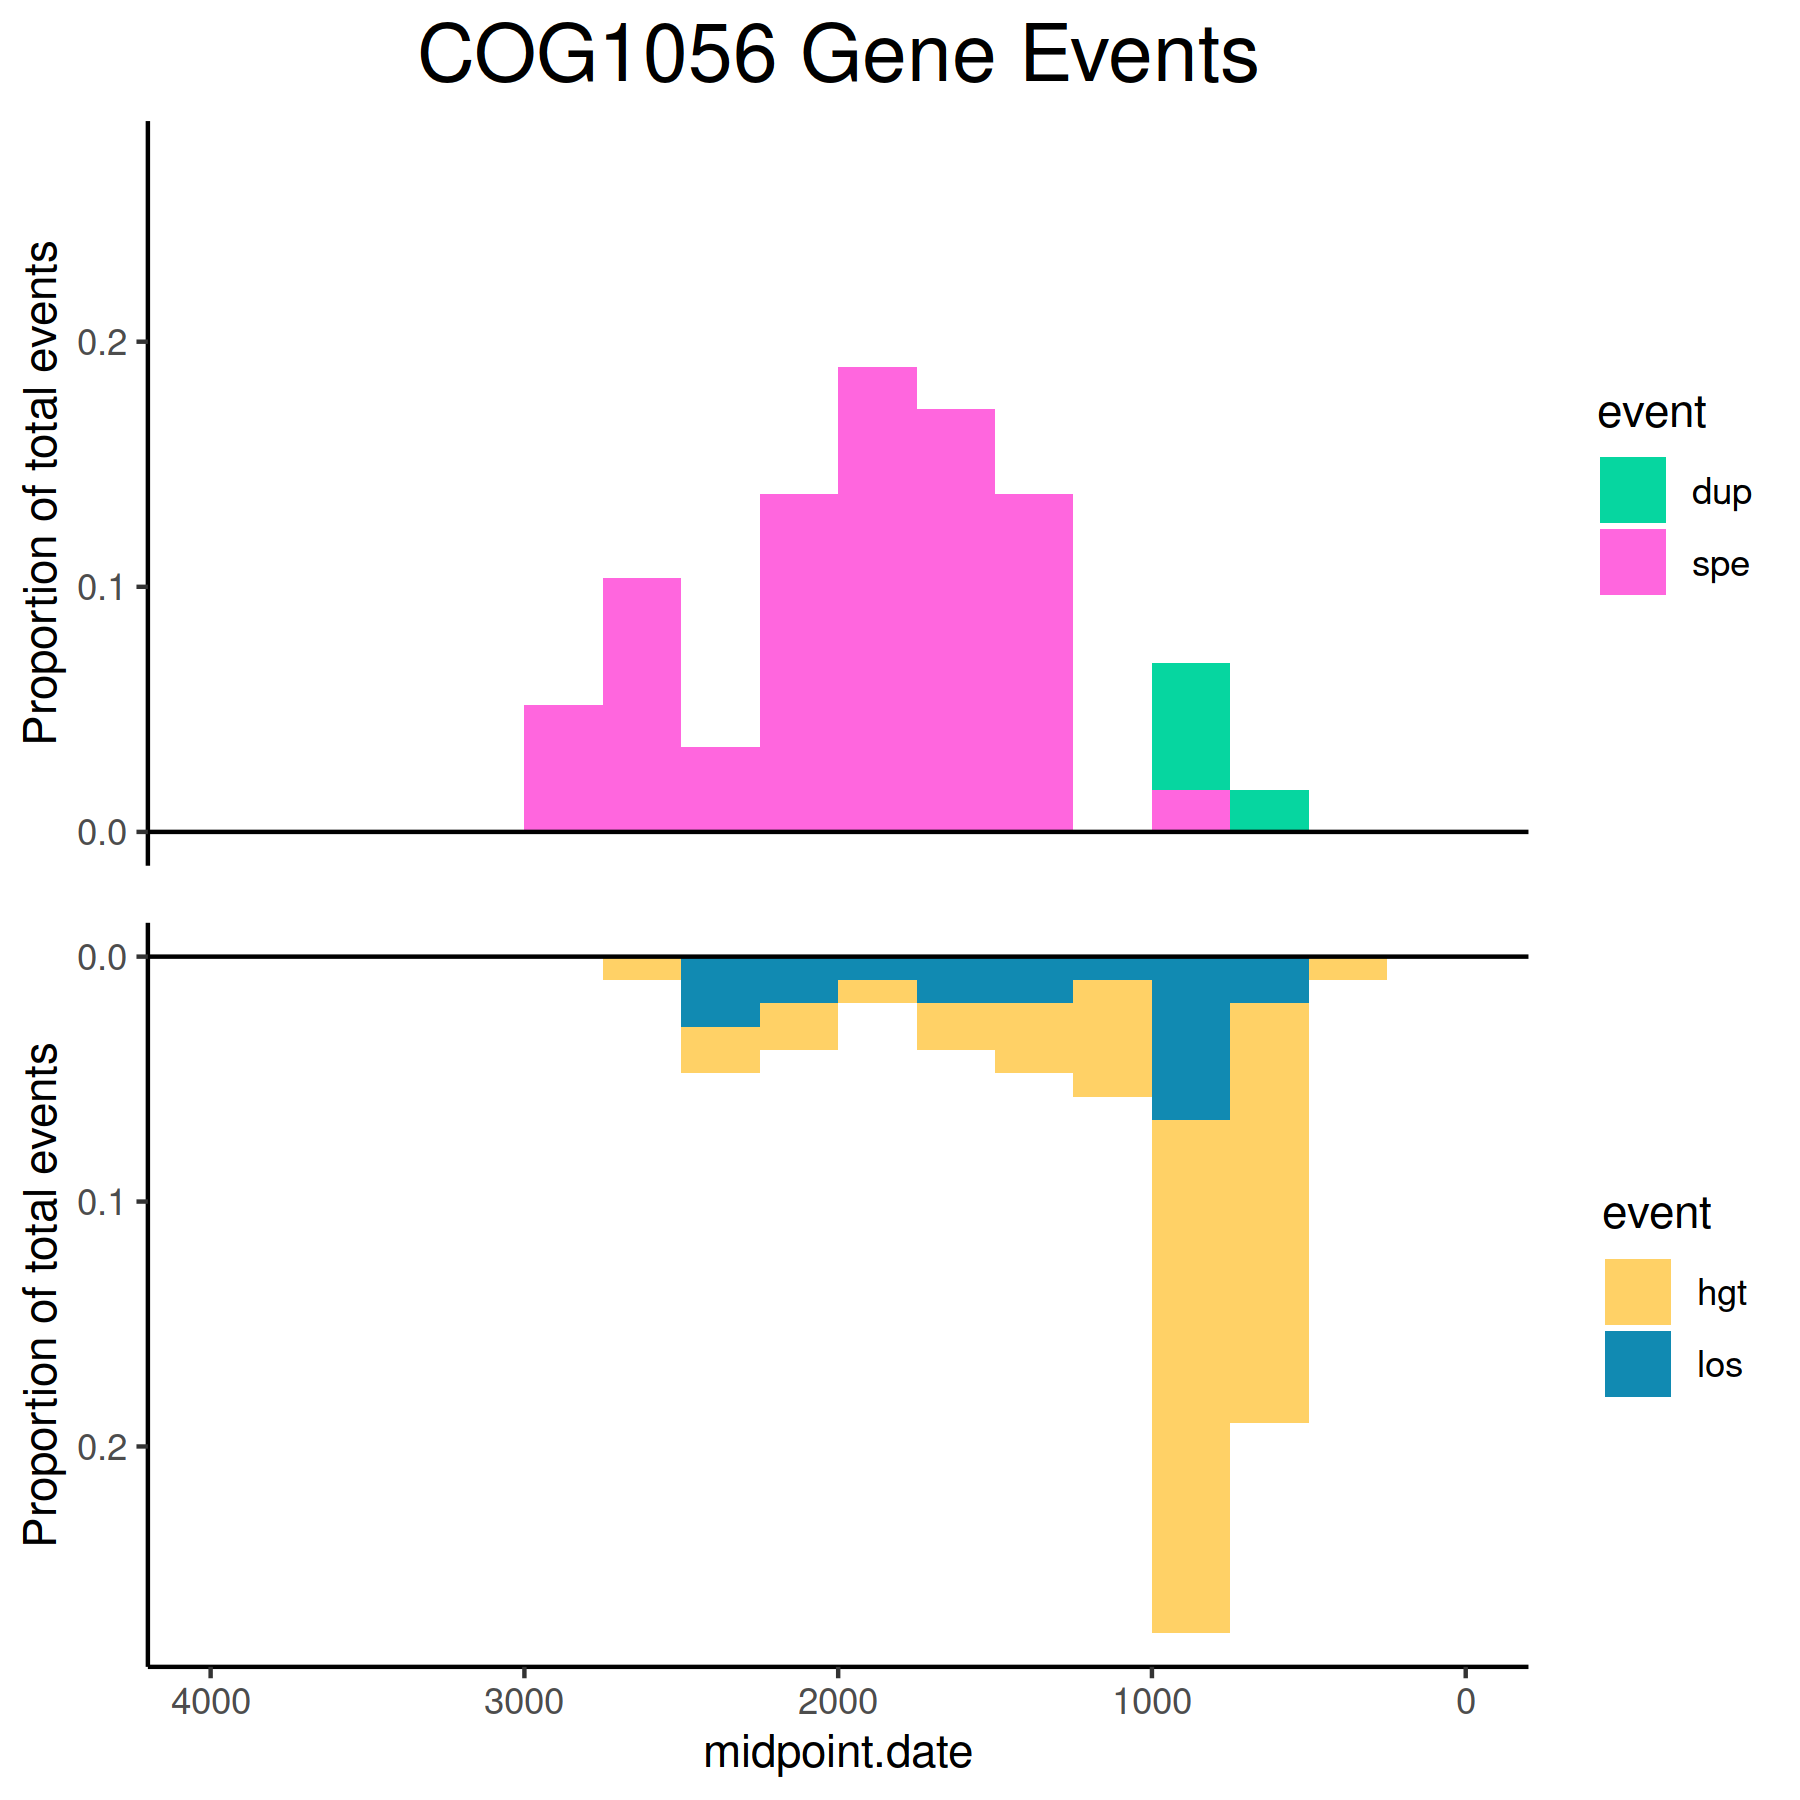 COG1056 Gene Events
Proportion of total events
0.2
0.1
0.0
event
dup
spe
Proportion of total events
0.0
0.1
0.2
event
hgt
los
4000 3000 2000 1000 0
midpoint.date